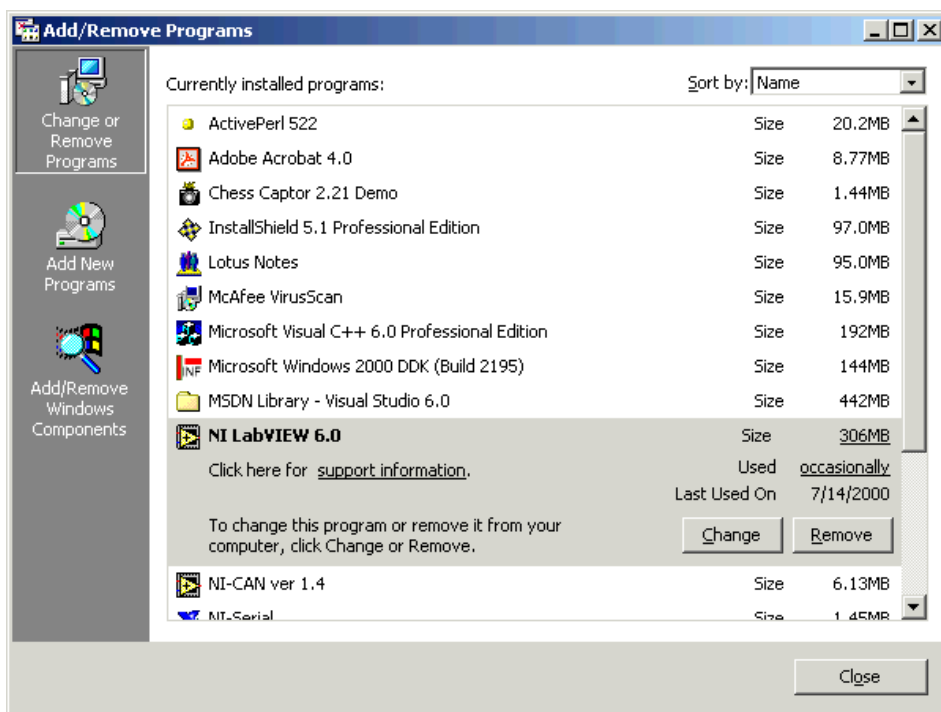 Add/Remove Programs
Change or
Remove
Programs
Add New
Programs
Add/Remove
Windows
Components
Currently installed programs:
Sort by: Name
ActivePerl 522 Size 20.2MB
Adobe Acrobat 4.0 Size 8.77MB
Chess Captor 2.21 Demo Size 1.44MB
InstallShield 5.1 Professional Edition Size 97.0MB
Lotus Notes Size 95.0MB
McAfee VirusScan Size 15.9MB
Microsoft Visual C++ 6.0 Professional Edition Size 192MB
INF Microsoft Windows 2000 DDK (Build 2195) Size 144MB
MSDN Library - Visual Studio 6.0 Size 442MB
NI LabVIEW 6.0 Size 306MB
Click here for support information. Used occasionally
Last Used On 7/14/2000
To change this program or remove it from your
computer, click Change or Remove.
Change Remove
NI-CAN ver 1.4 Size 6.13MB
NI-Serial Size 1.45MB
Close